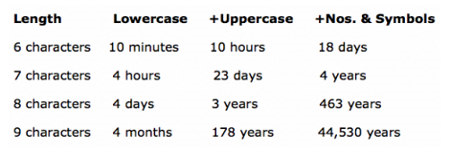 Length Lowercase +Uppercase +Nos. & Symbols
6 characters 10 minutes 10 hours 18 days
7 characters 4 hours 23 days 4 years
8 characters 4 days 3 years 463 years
9 characters 4 months 178 years 44,530 years